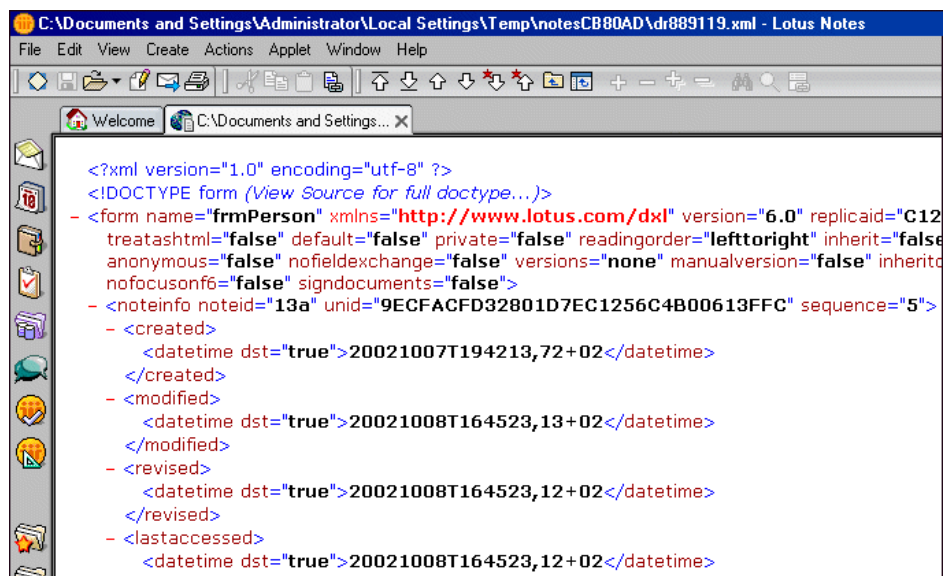 C:\Documents and Settings\Administrator\Local Settings\Temp\notesCB80AD\dr889119.xml - Lotus Notes
File Edit View Create Actions Applet Window Help
Welcome C:\Documents and Settings...
<?xml version="1.0" encoding="utf-8" ?>
<!DOCTYPE form (View Source for full doctype...)>
- <form name="frmPerson" xmlns="http://www.lotus.com/dxl" version="6.0" replicaid="C12
treatashtml="false" default="false" private="false" readingorder="lefttoright" inherit="false
anonymous="false" nofieldexchange="false" versions="none" manualversion="false" inherito
nofocusonf6="false" signdocuments="false">
- <noteinfo noteid="13a" unid="9ECFACFD32801D7EC1256C4B00613FFC" sequence="5">
- <created>
<datetime dst="true">20021007T194213,72+02</datetime>
</created>
- <modified>
<datetime dst="true">20021008T164523,13+02</datetime>
</modified>
- <revised>
<datetime dst="true">20021008T164523,12+02</datetime>
</revised>
- <lastaccessed>
<datetime dst="true">20021008T164523,12+02</datetime>